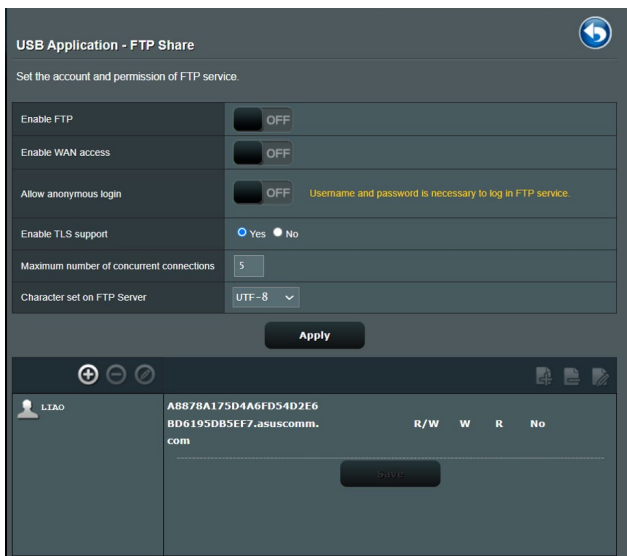 USB Application - FTP Share
Set the account and permission of FTP service.
Enable FTP
OFF
Enable WAN access
OFF
Allow anonymous login
OFF
Username and password is necessary to log in FTP service.
Enable TLS support
Yes No
Maximum number of concurrent connections
5
Character set on FTP Server
UTF-8
Apply
LIAO
A8878A175D4A6FD54D2E6
BD6195DB5EF7.asuscomm.
com
R/W W R No
Save